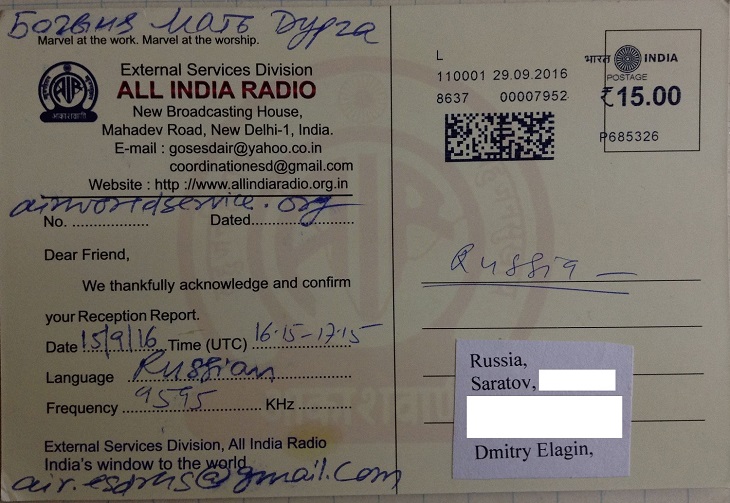 Богиня Мать Дурга
Marvel at the work. Marvel at the worship.
External Services Division
ALL INDIA RADIO
New Broadcasting House,
Mahadev Road, New Delhi-1, India.
E-mail : gosesdair@yahoo.co.in
coordinationesd@gmail.com
Website : http ://www.allindiaradio.org.in
airworldservice.org
No. ................... Dated..........................
Dear Friend,
We thankfully acknowledge and confirm
your Reception Report.
Date 15/9/16 Time (UTC) 16.15-17.15
Language Russian
Frequency 9595 KHz
External Services Division, All India Radio
India's window to the world
L
110001 29.09.2016
8637 00007952
भारत INDIA
POSTAGE
₹15.00
P685326
Russia
Russia,
Saratov,
Dmitry Elagin,